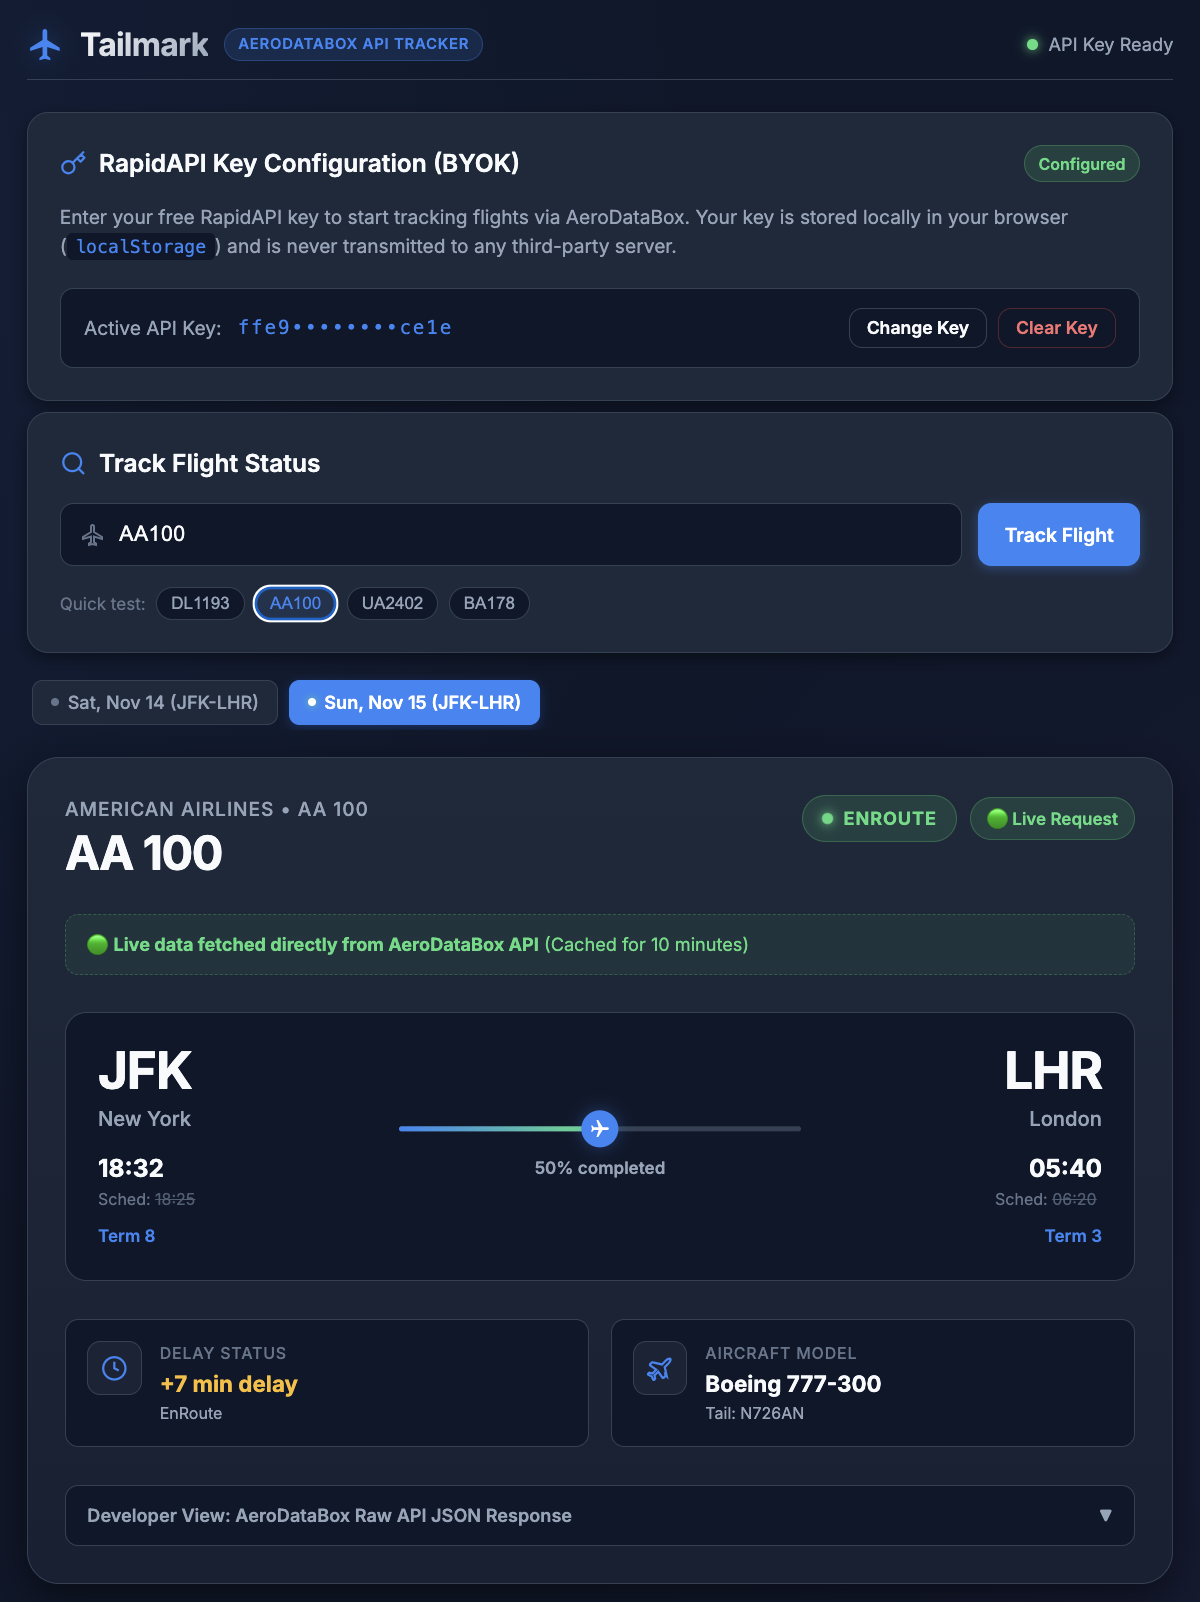 Tailmark
AERODATABOX API TRACKER
API Key Ready
RapidAPI Key Configuration (BYOK)
Configured
Enter your free RapidAPI key to start tracking flights via AeroDataBox. Your key is stored locally in your browser
( localStorage ) and is never transmitted to any third-party server.
Active API Key: ffe9••••••••ce1e
Change Key
Clear Key
Track Flight Status
AA100
Track Flight
Quick test: DL1193 AA100 UA2402 BA178
Sat, Nov 14 (JFK-LHR)
Sun, Nov 15 (JFK-LHR)
AMERICAN AIRLINES • AA 100
AA 100
ENROUTE
Live Request
Live data fetched directly from AeroDataBox API (Cached for 10 minutes)
JFK
New York
18:32
Sched: 18:25
Term 8
50% completed
LHR
London
05:40
Sched: 06:20
Term 3
DELAY STATUS
+7 min delay
EnRoute
AIRCRAFT MODEL
Boeing 777-300
Tail: N726AN
Developer View: AeroDataBox Raw API JSON Response ▼